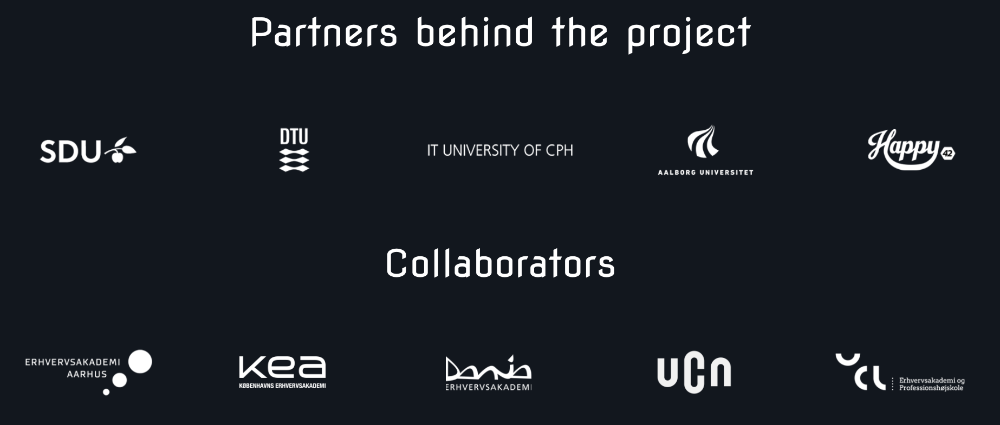 Partners behind the project
SDU
DTU
IT UNIVERSITY OF CPH
AALBORG UNIVERSITET
Happy 42
Collaborators
ERHVERVSAKADEMI
AARHUS
kea
KØBENHAVNS ERHVERVSAKADEMI
Dania
ERHVERVSAKADEMI
UCN
UCL
Erhvervsakademi og
Professionshøjskole